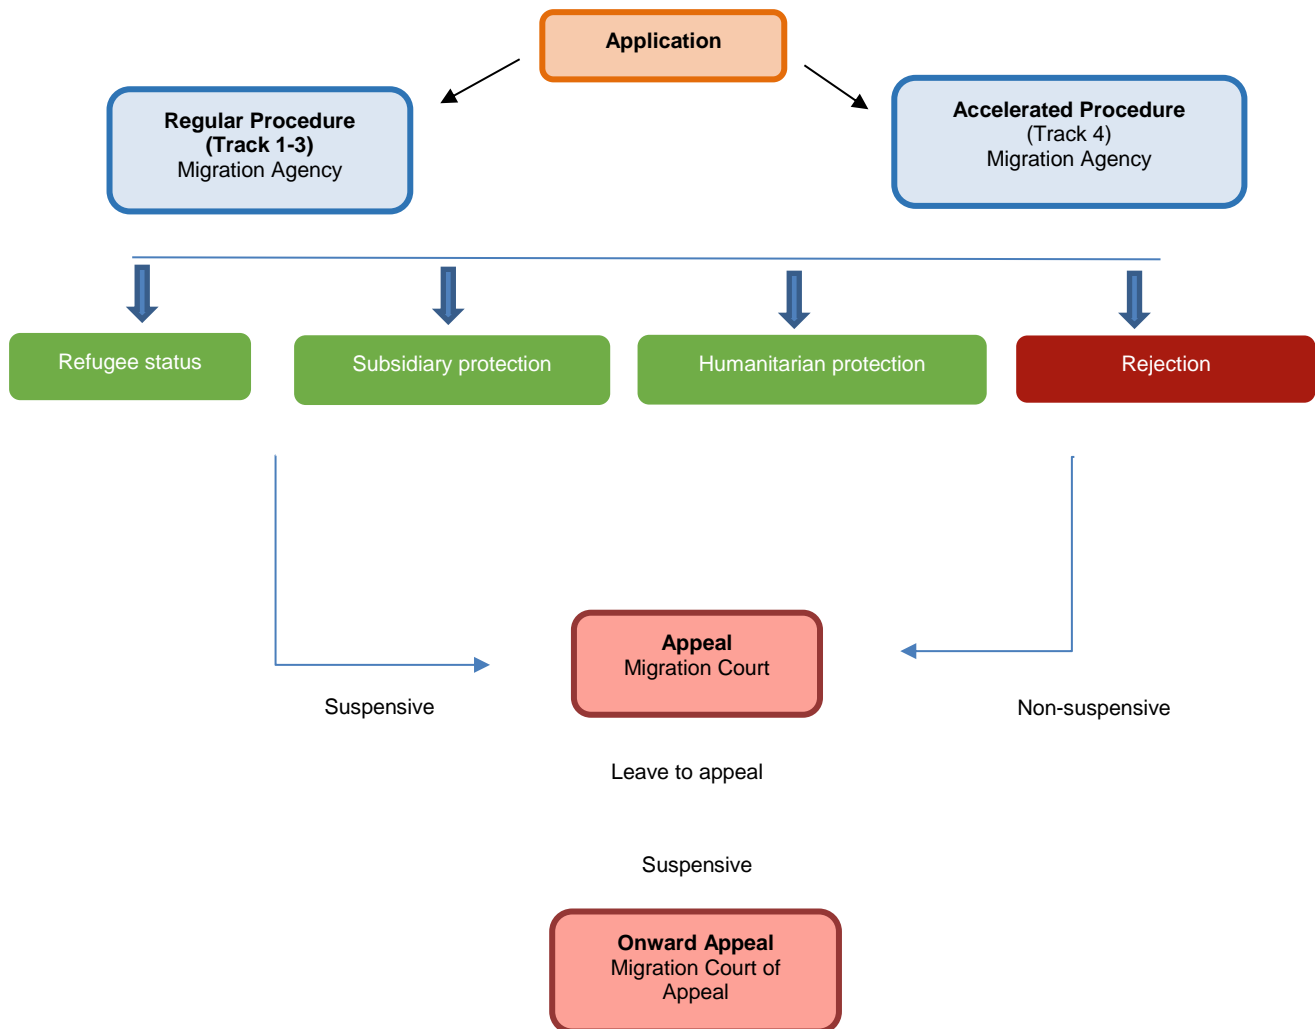 Application
Regular Procedure
(Track 1-3)
Migration Agency
Accelerated Procedure
(Track 4)
Migration Agency
Refugee status
Subsidiary protection
Humanitarian protection
Rejection
Appeal
Migration Court
Suspensive
Non-suspensive
Leave to appeal
Suspensive
Onward Appeal
Migration Court of
Appeal